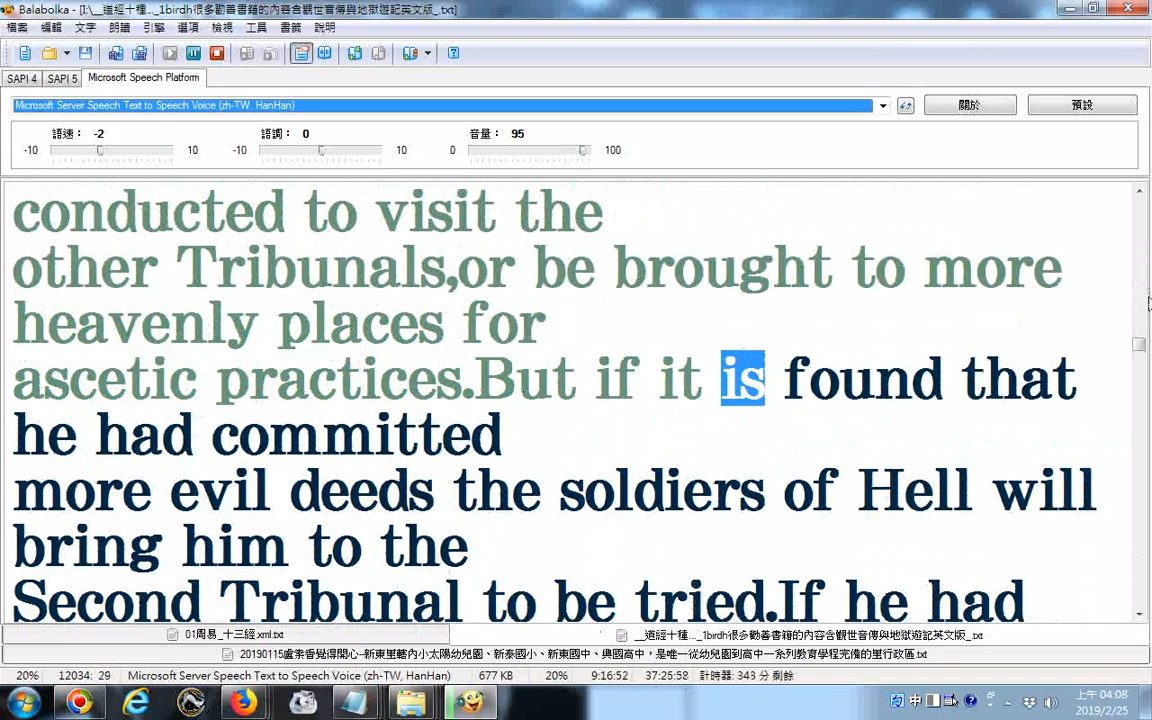 Balabolka - [I:\__道經十種..._1birdh很多勸善書籍的內容含觀世音傳與地獄遊記英文版_.txt]
檔案 編輯 文字 朗讀 引擎 選項 檢視 工具 書籤 說明
SAPI 4 SAPI 5 Microsoft Speech Platform
Microsoft Server Speech Text to Speech Voice (zh-TW, HanHan) 關於 預設
語速： -2 語調： 0 音量： 95
-10 10 -10 10 0 100
conducted to visit the
other Tribunals,or be brought to more
heavenly places for
ascetic practices.But if it is found that
he had committed
more evil deeds the soldiers of Hell will
bring him to the
Second Tribunal to be tried.If he had
01周易_十三經.xml.txt __道經十種..._1birdh很多勸善書籍的內容含觀世音傳與地獄遊記英文版_.txt
20190115盧素香覺得開心--新東里轄內小太陽幼兒園、新泰國小、新東國中、興國高中，是唯一從幼兒園到高中一系列教育學程完備的里行政區.txt
20% 12034: 29 Microsoft Server Speech Text to Speech Voice (zh-TW, HanHan) 677 KB 20% 9:16:52 37:25:58 計時器： 343 分 剩餘
中 上午 04:08
2019/2/25